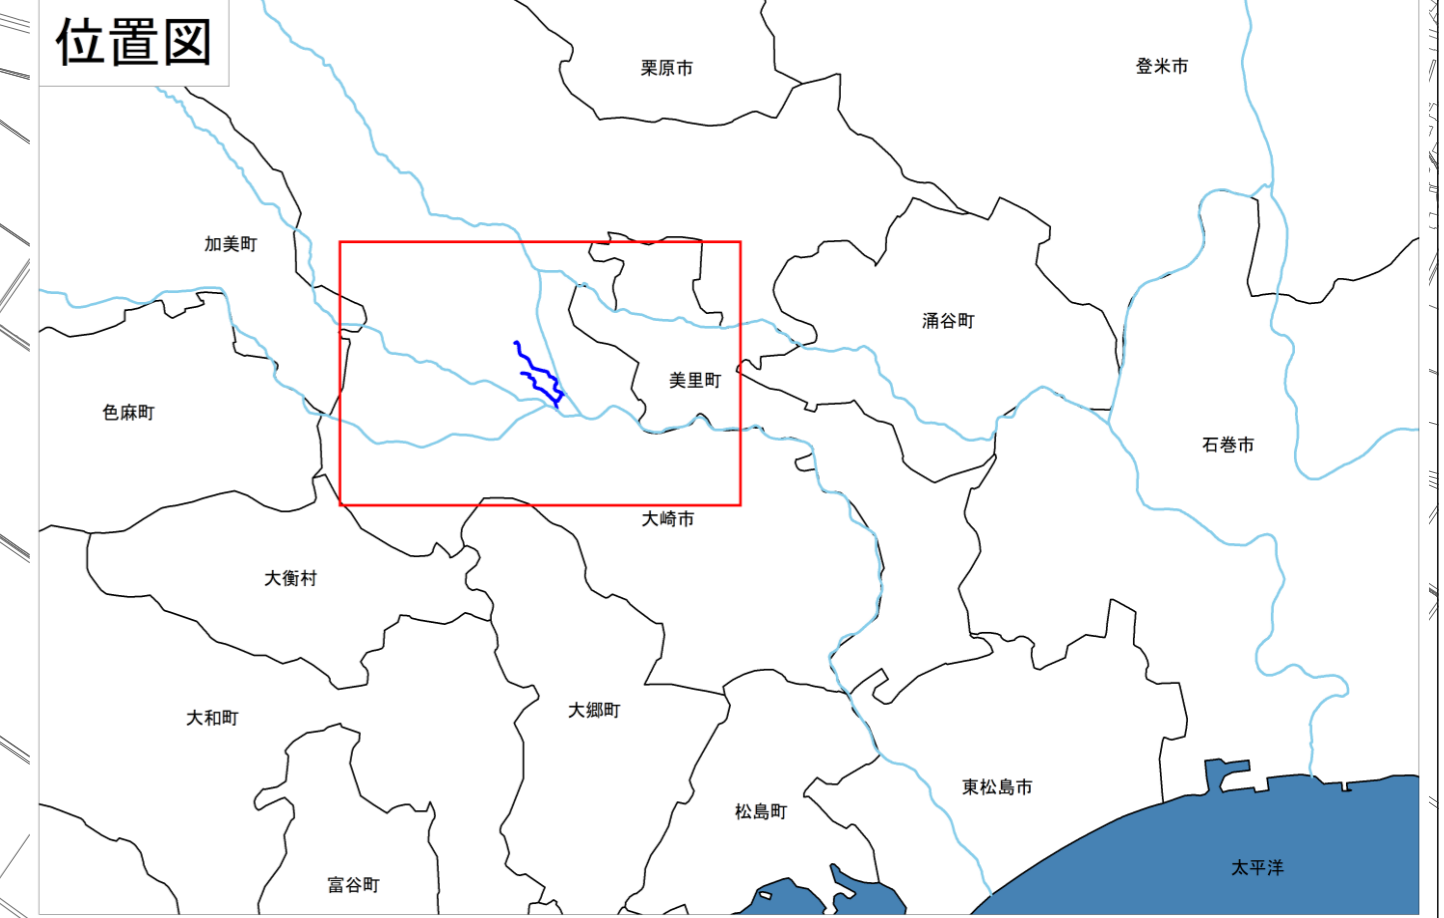 位置図
栗原市
登米市
加美町
涌谷町
美里町
色麻町
石巻市
大崎市
大衡村
大郷町
大和町
東松島市
松島町
太平洋
富谷町